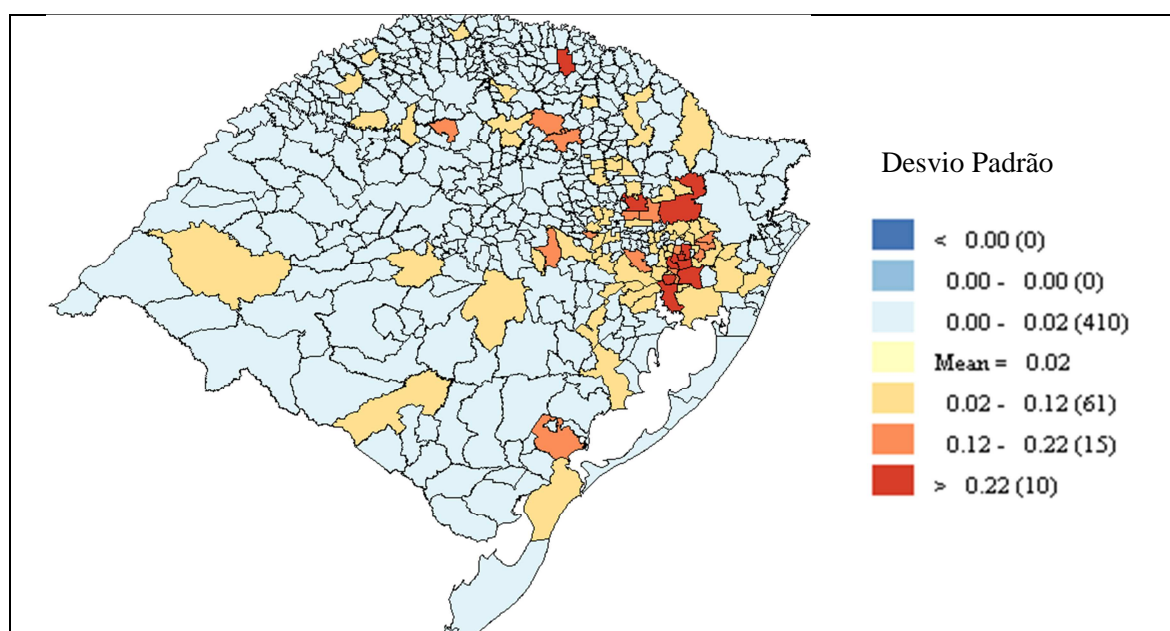 Desvio Padrão
< 0.00 (0)
0.00 - 0.00 (0)
0.00 - 0.02 (410)
Mean = 0.02
0.02 - 0.12 (61)
0.12 - 0.22 (15)
> 0.22 (10)